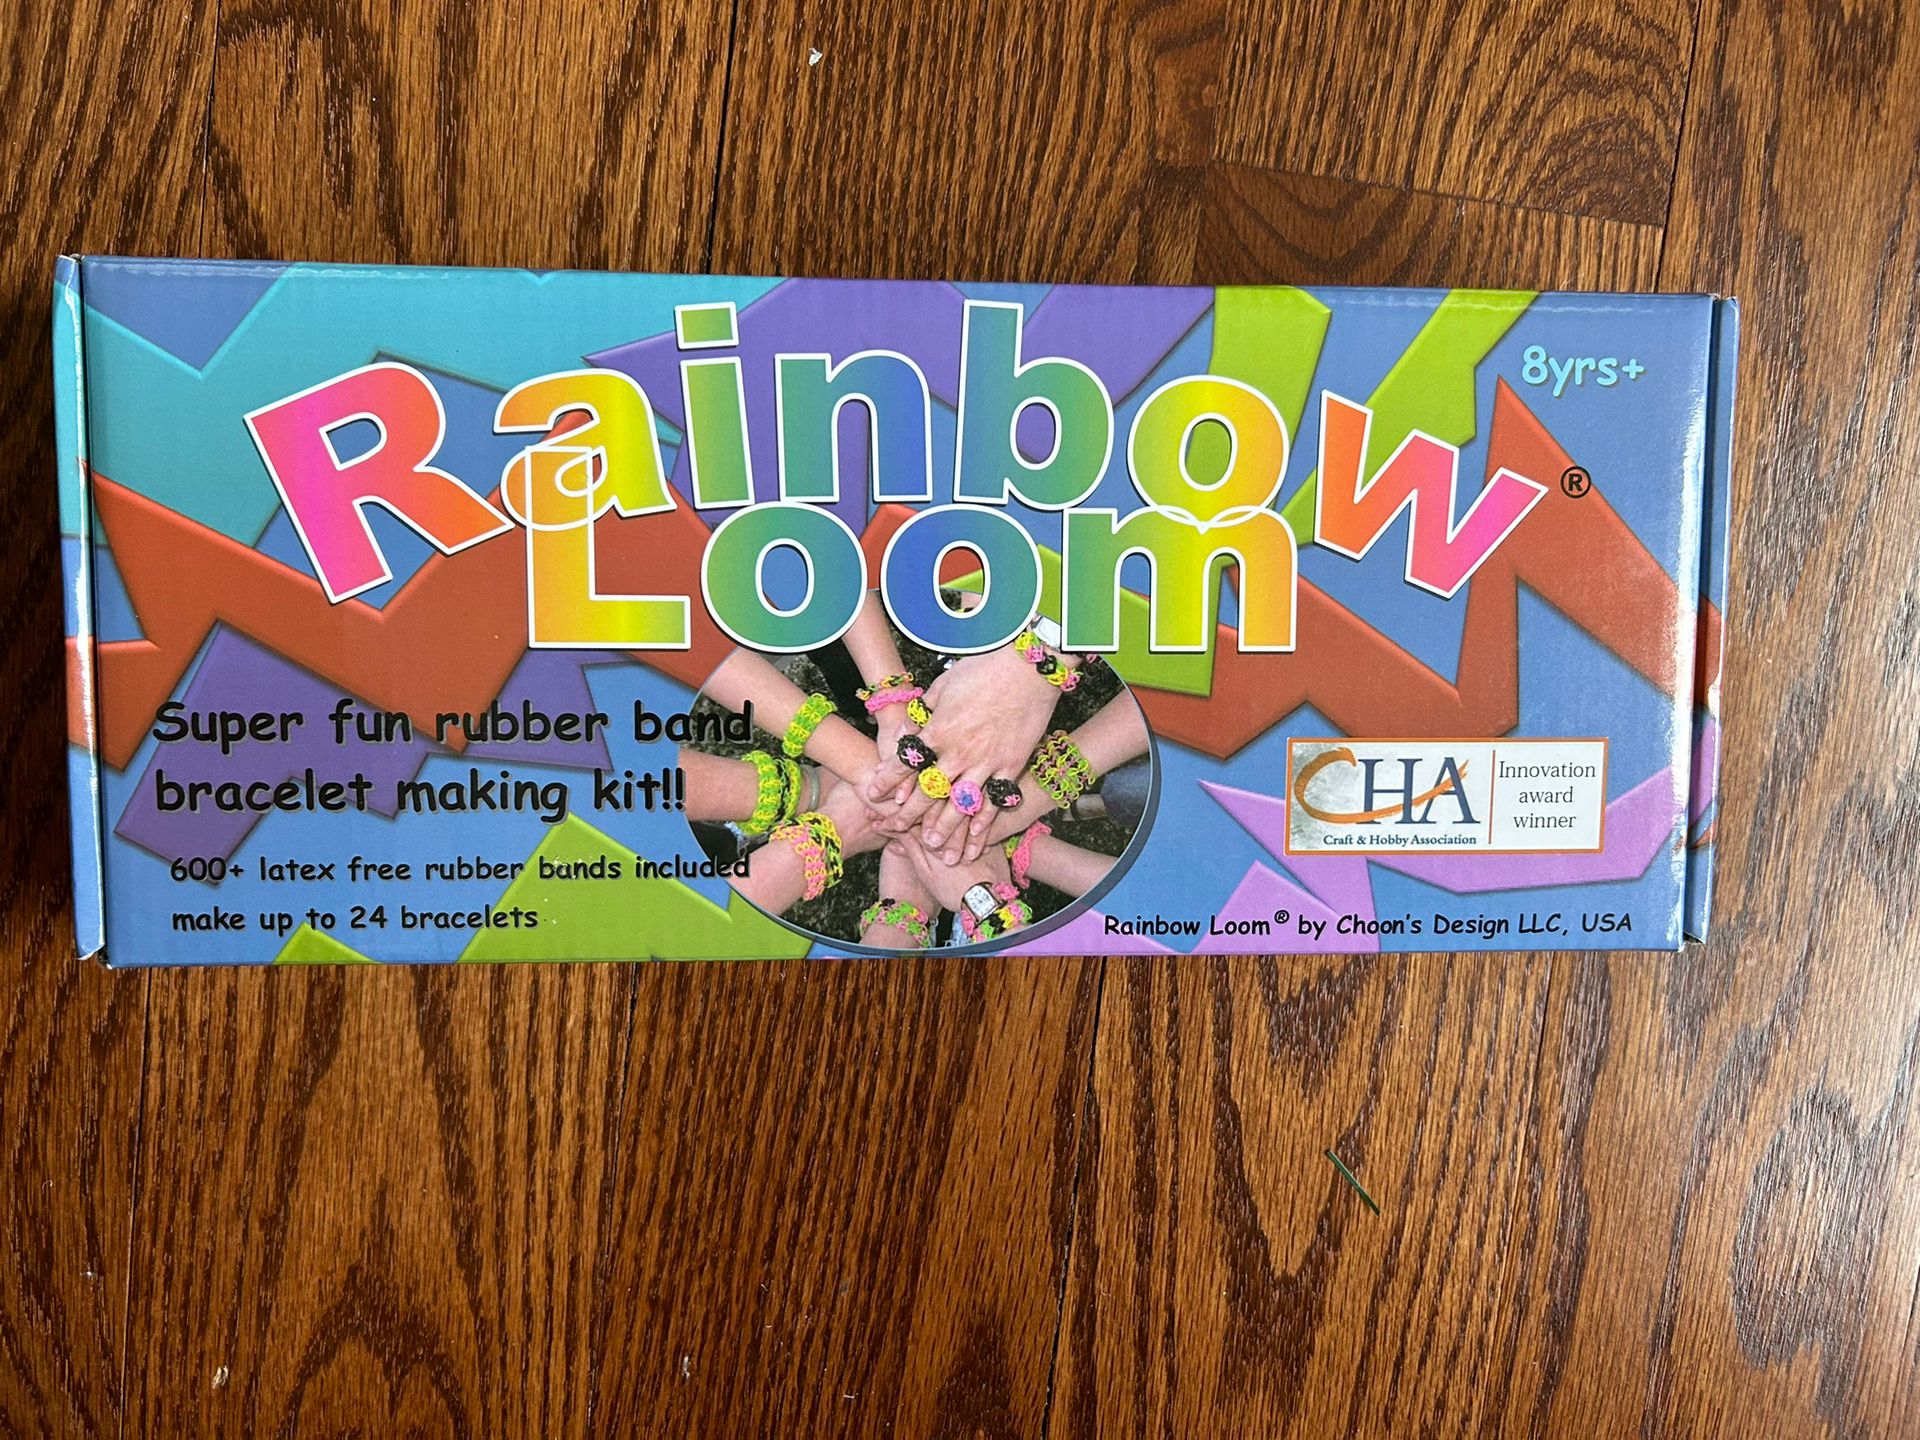 Rainbow®
Loom
8yrs+
Super fun rubber band
bracelet making kit!!
600+ latex free rubber bands included
make up to 24 bracelets
CHA
Craft & Hobby Association
Innovation
award
winner
Rainbow Loom® by Choon's Design LLC, USA